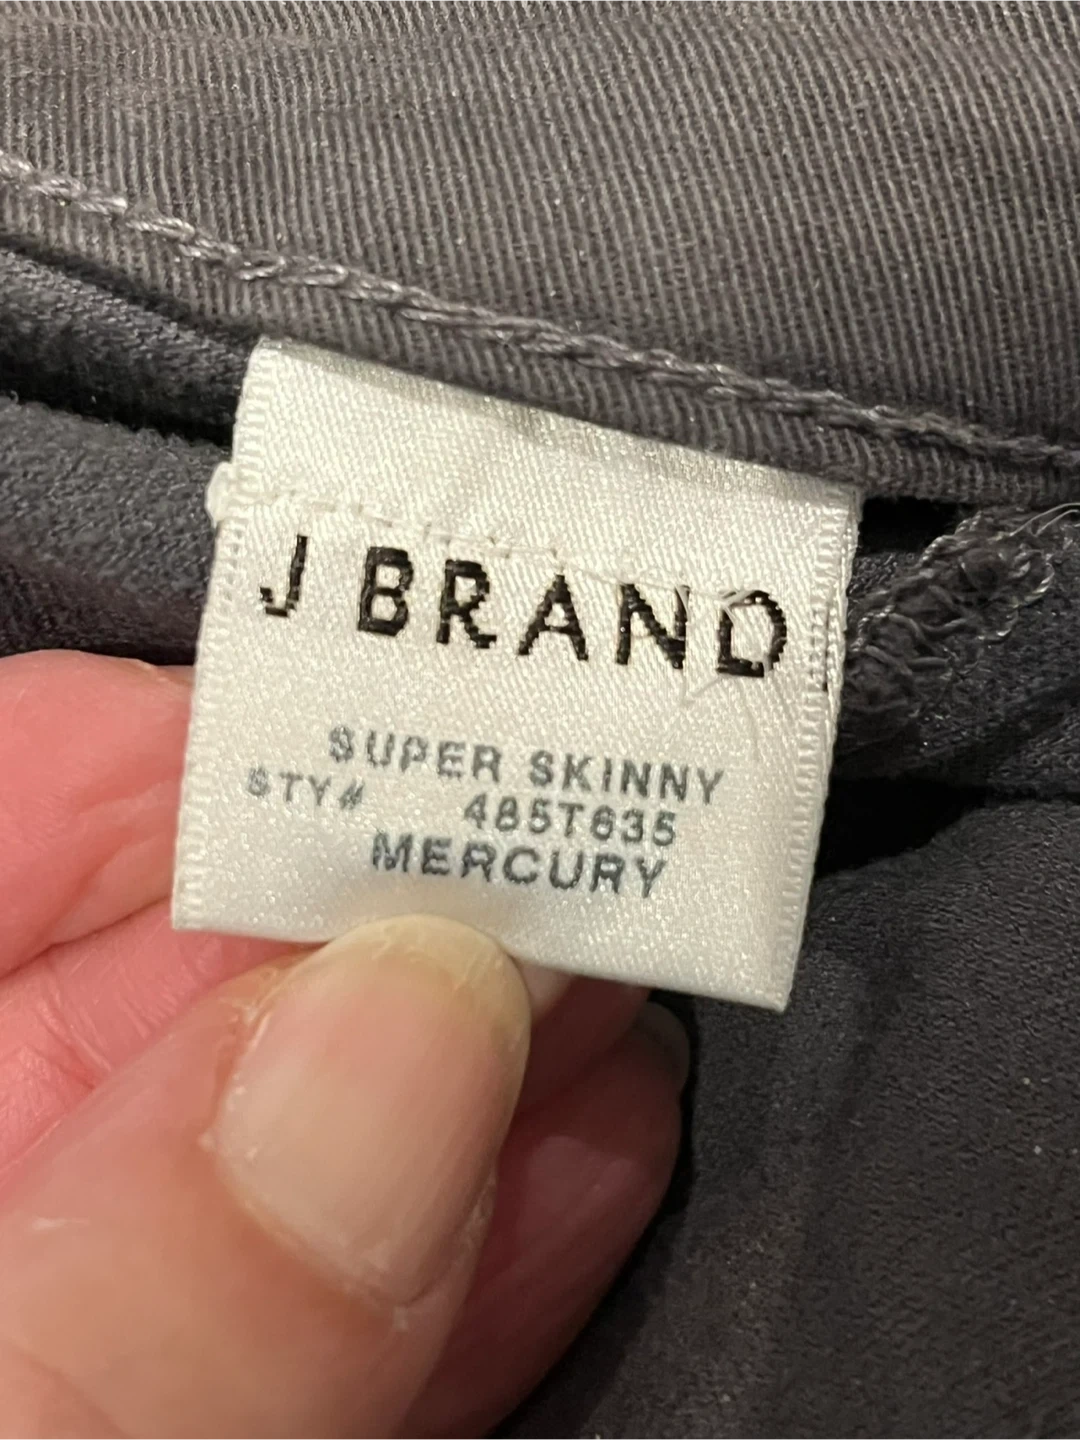 J BRAND
SUPER SKINNY
STY# 485T635
MERCURY